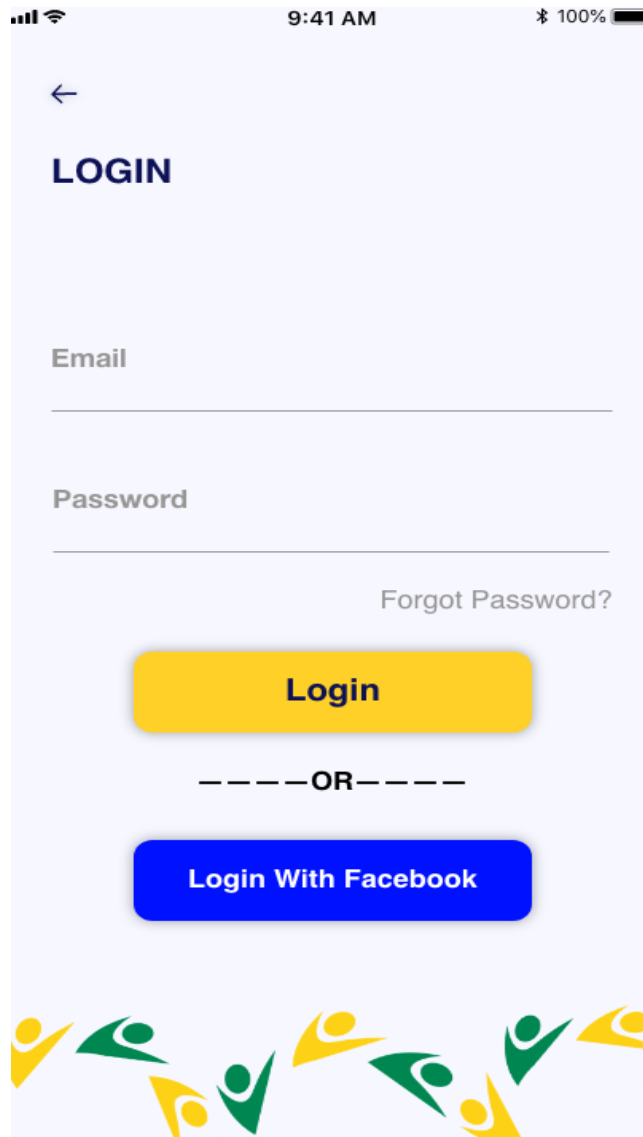 9:41 AM 100%
LOGIN
Email
Password
Forgot Password?
Login
————OR————
Login With Facebook